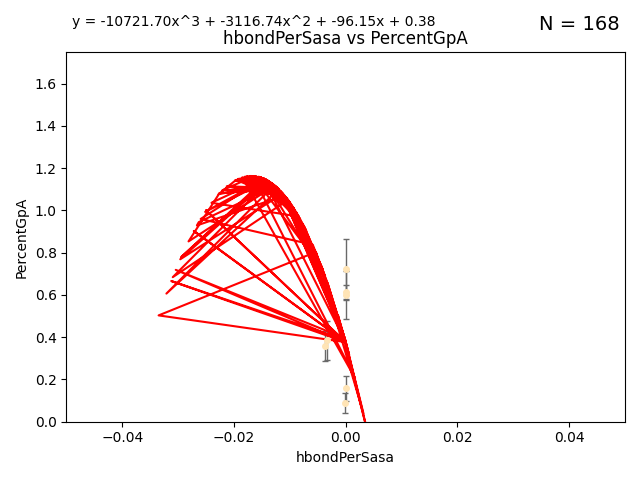 y = -10721.70x^3 + -3116.74x^2 + -96.15x + 0.38
N = 168
hbondPerSasa vs PercentGpA
1.6
1.4
1.2
1.0
0.8
0.6
0.4
0.2
0.0
PercentGpA
−0.04
−0.02
0.00
0.02
0.04
hbondPerSasa